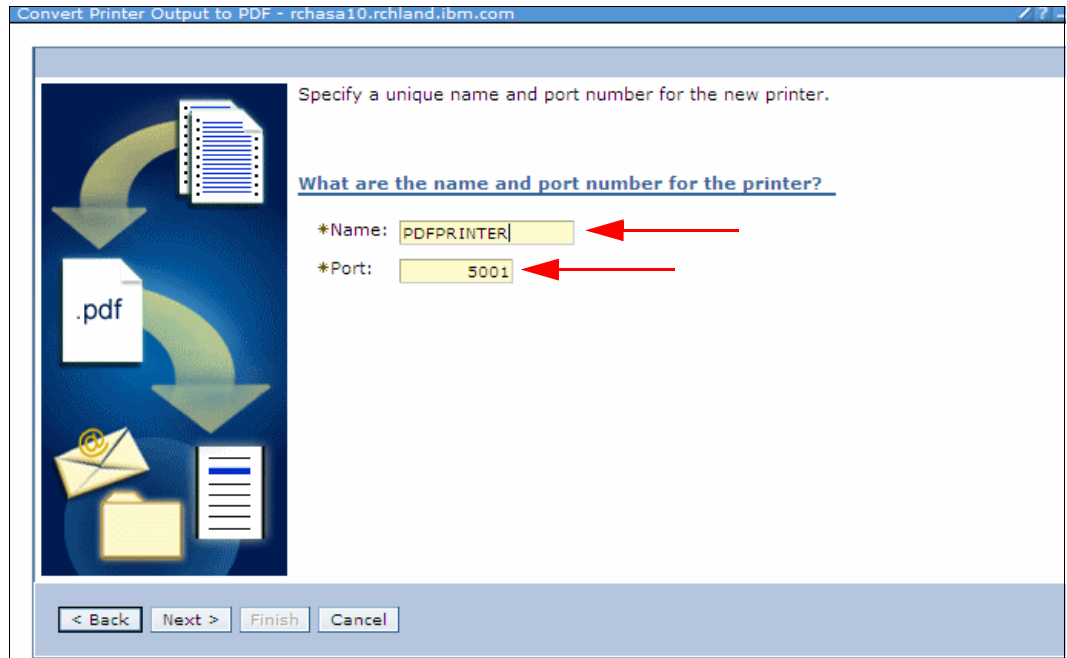 Convert Printer Output to PDF - rchasa10.rchland.ibm.com
/ ? -
Specify a unique name and port number for the new printer.
What are the name and port number for the printer?
*Name: PDFPRINTER
*Port: 5001
.pdf
@
< Back Next > Finish Cancel